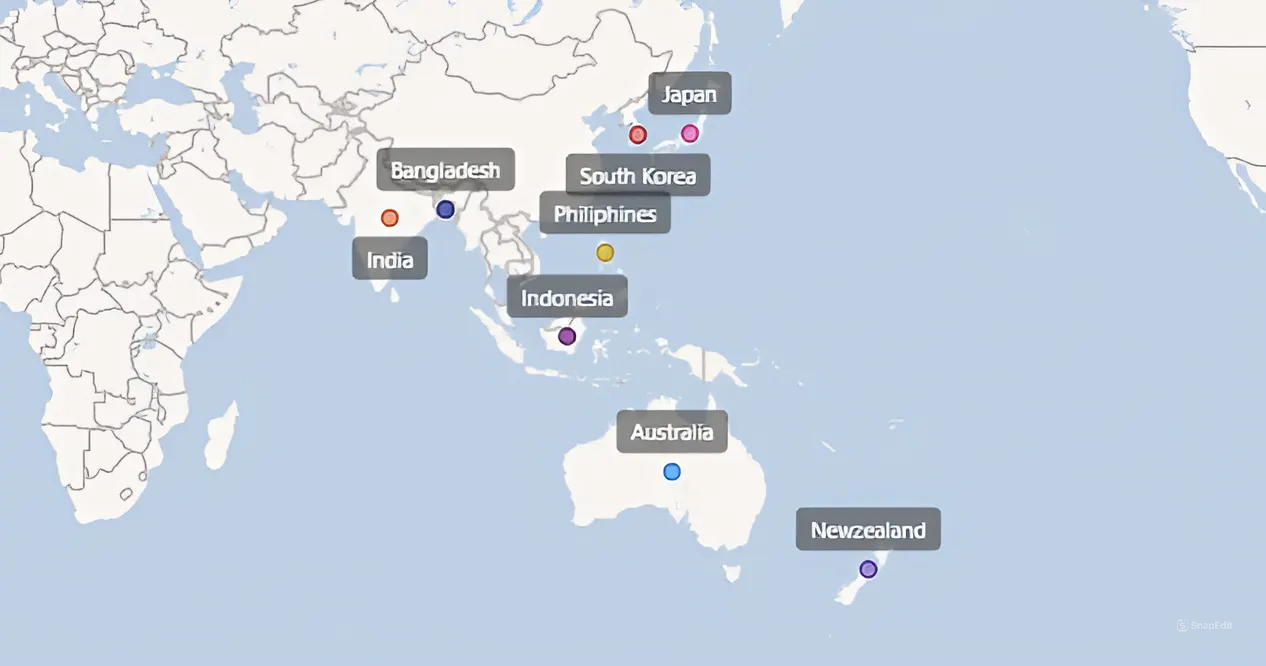 Japan
Bangladesh
South Korea
Philiphines
India
Indonesia
Australia
Newzealand
SnapEdit